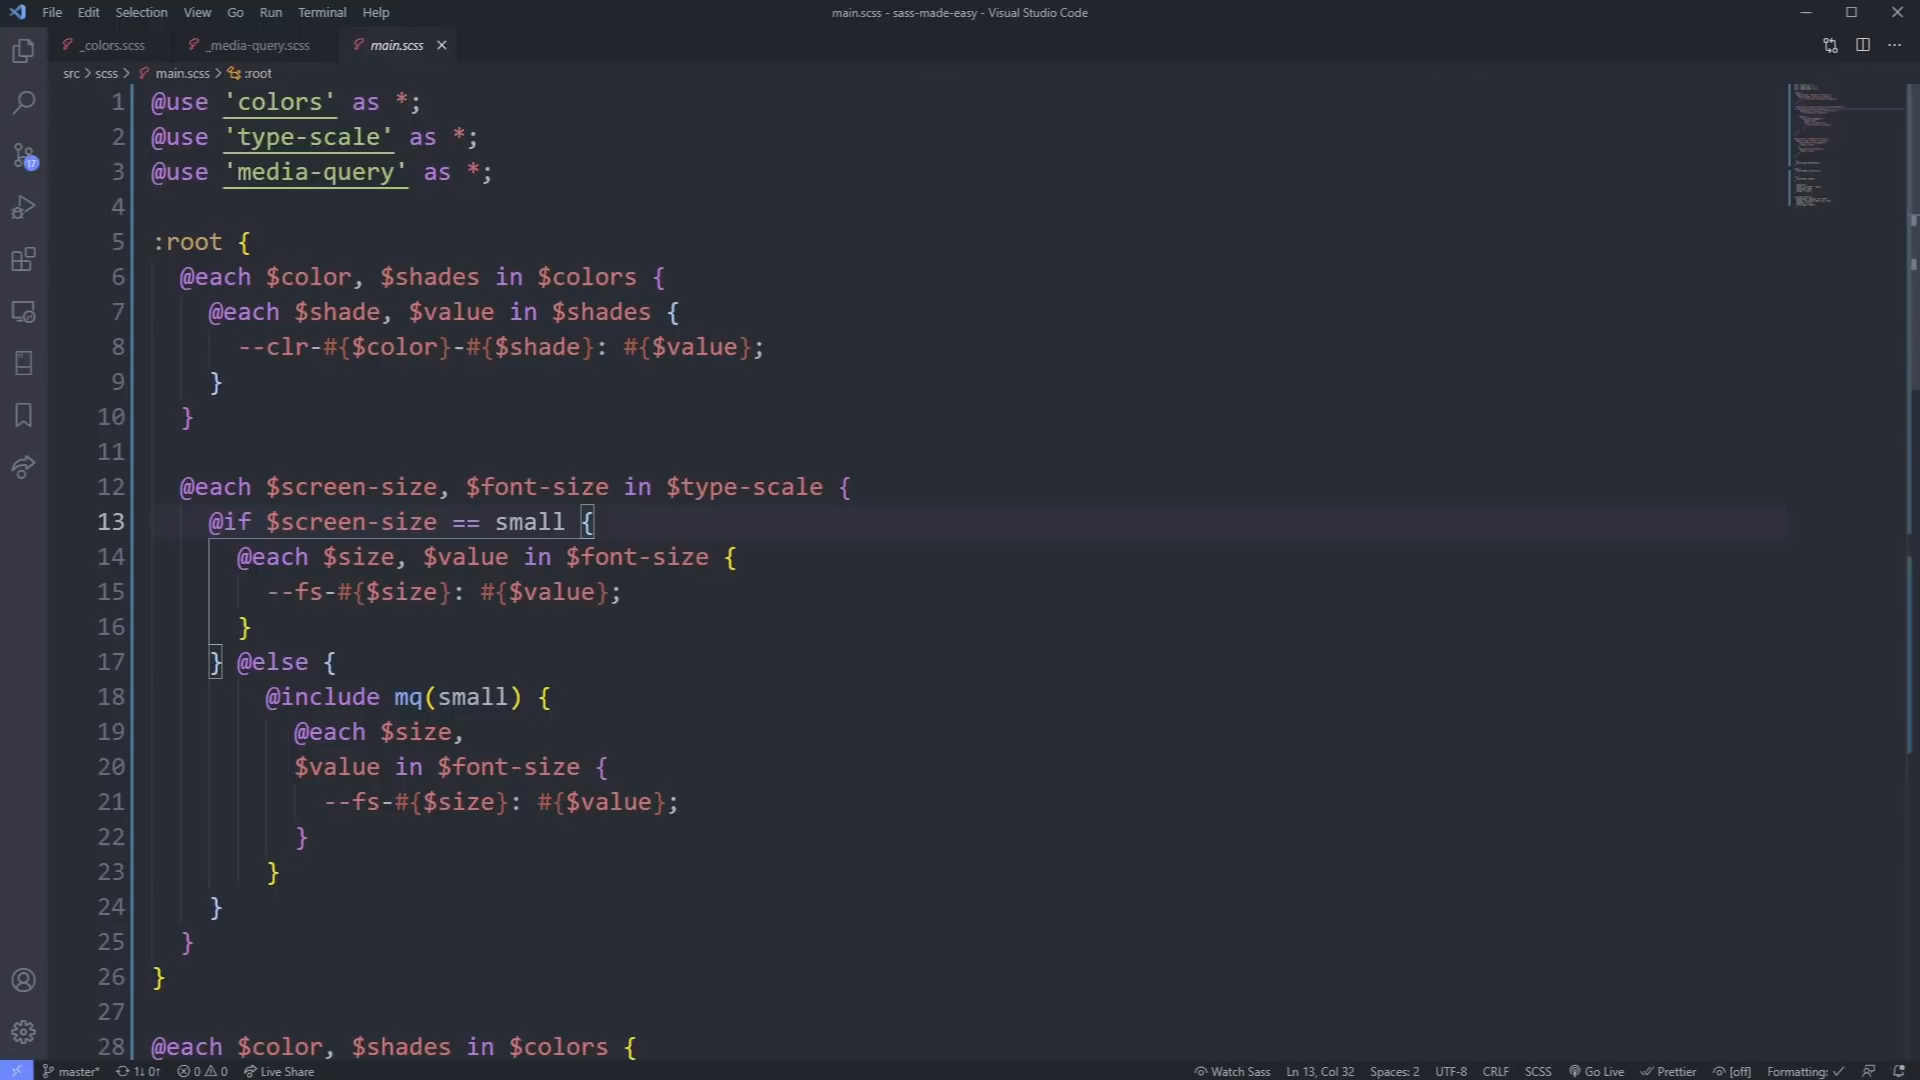 File Edit Selection View Go Run Terminal Help
main.scss - sass-made-easy - Visual Studio Code
_colors.scss _media-query.scss main.scss
src > scss > main.scss > :root
1 @use 'colors' as *;
2 @use 'type-scale' as *;
3 @use 'media-query' as *;
4
5 :root {
6 @each $color, $shades in $colors {
7 @each $shade, $value in $shades {
8 --clr-#{$color}-#{$shade}: #{$value};
9 }
10 }
11
12 @each $screen-size, $font-size in $type-scale {
13 @if $screen-size == small {
14 @each $size, $value in $font-size {
15 --fs-#{$size}: #{$value};
16 }
17 } @else {
18 @include mq(small) {
19 @each $size,
20 $value in $font-size {
21 --fs-#{$size}: #{$value};
22 }
23 }
24 }
25 }
26 }
27
28 @each $color, $shades in $colors {
17
master* 1↓ 0↑ 0 0 Live Share
Watch Sass Ln 13, Col 32 Spaces: 2 UTF-8 CRLF SCSS Go Live Prettier [off] Formatting: ✓